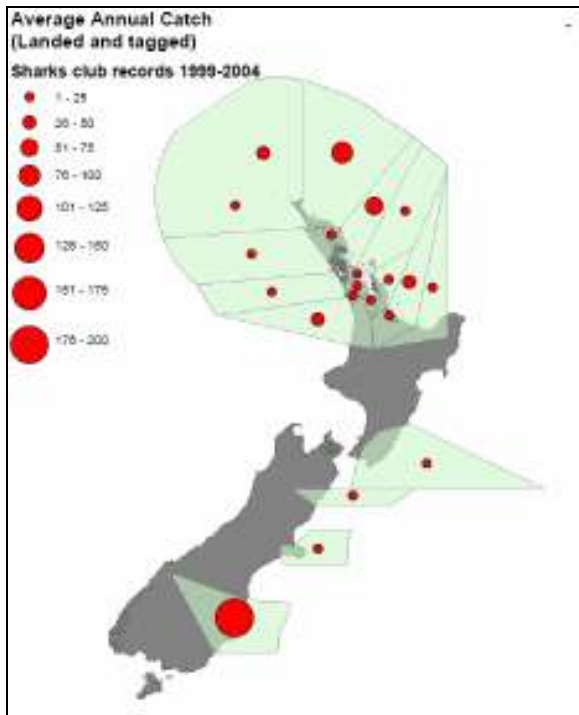 Average Annual Catch
(Landed and tagged)
Sharks club records 1999-2004
1 - 25
26 - 50
51 - 75
76 - 100
101 - 125
126 - 150
151 - 175
176 - 200